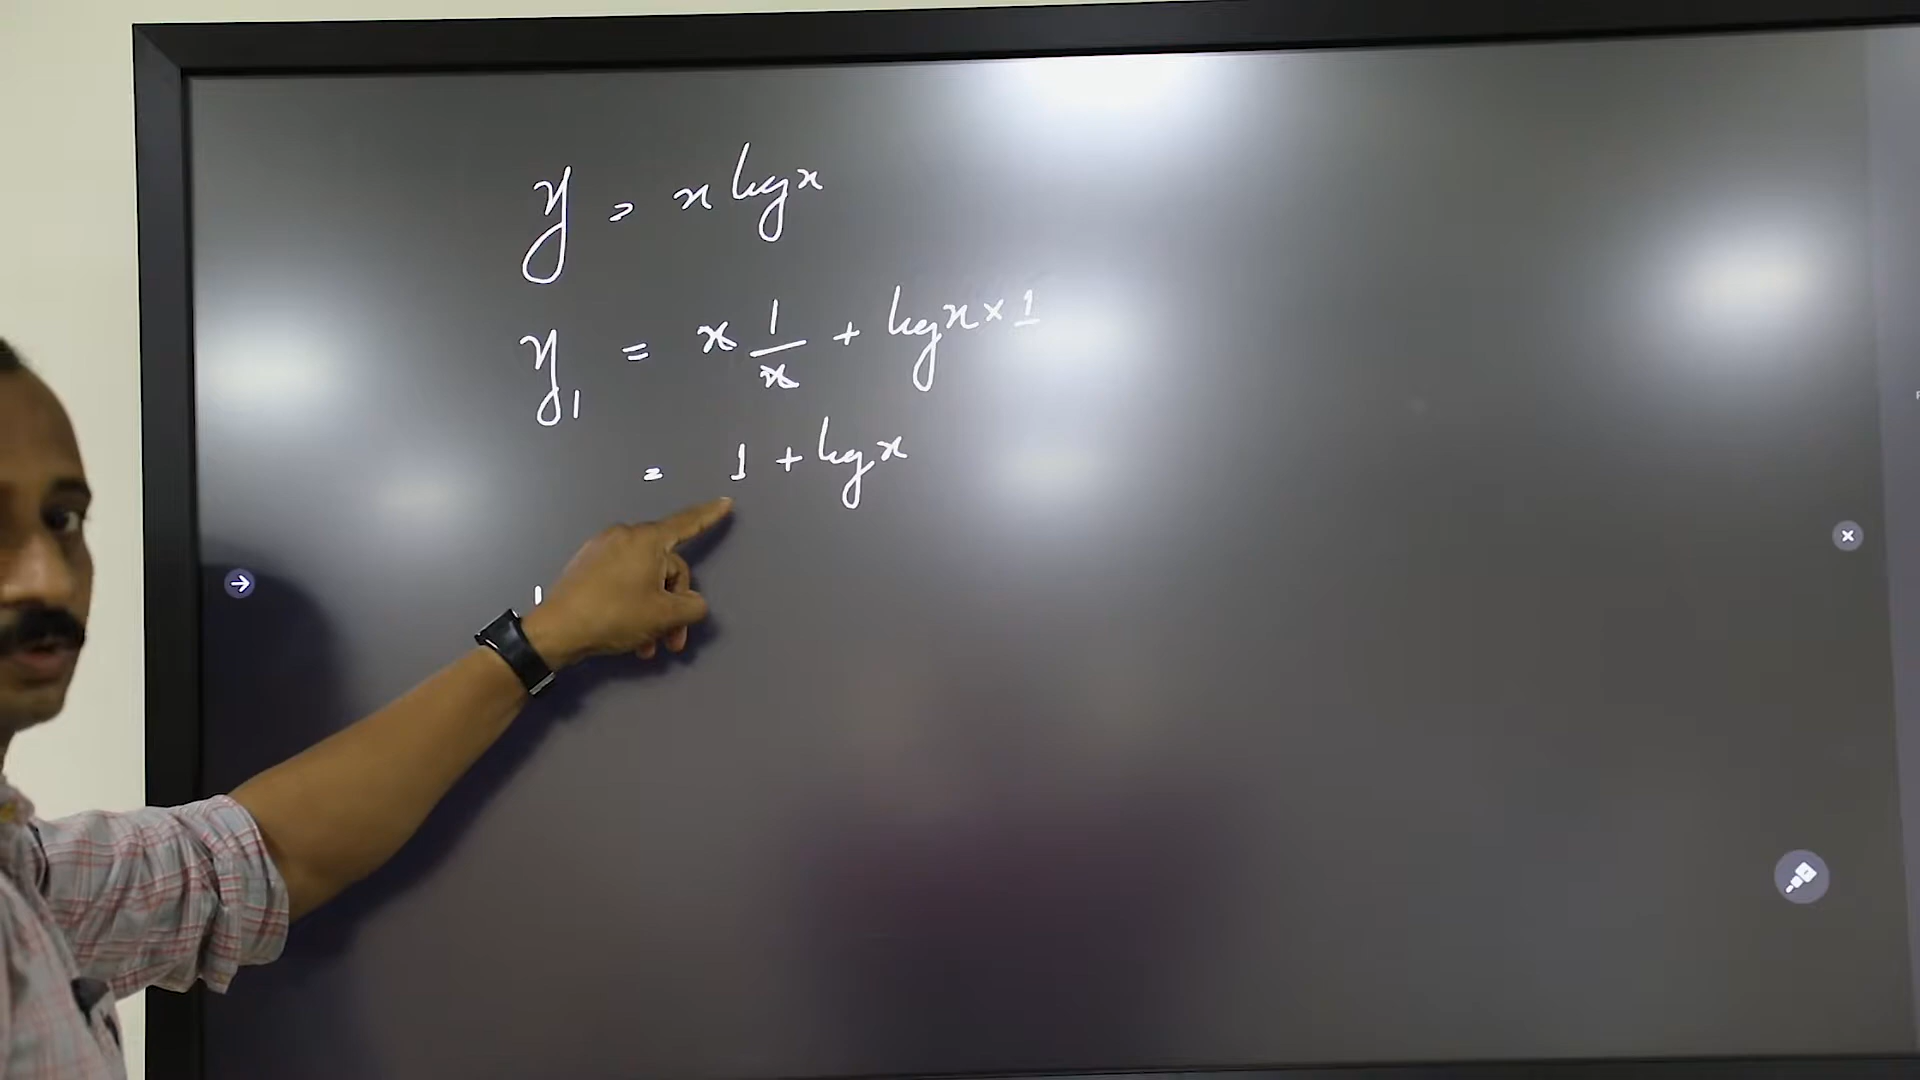 y = x log x
y₁ = x 1/x + log x × 1
= 1 + log x